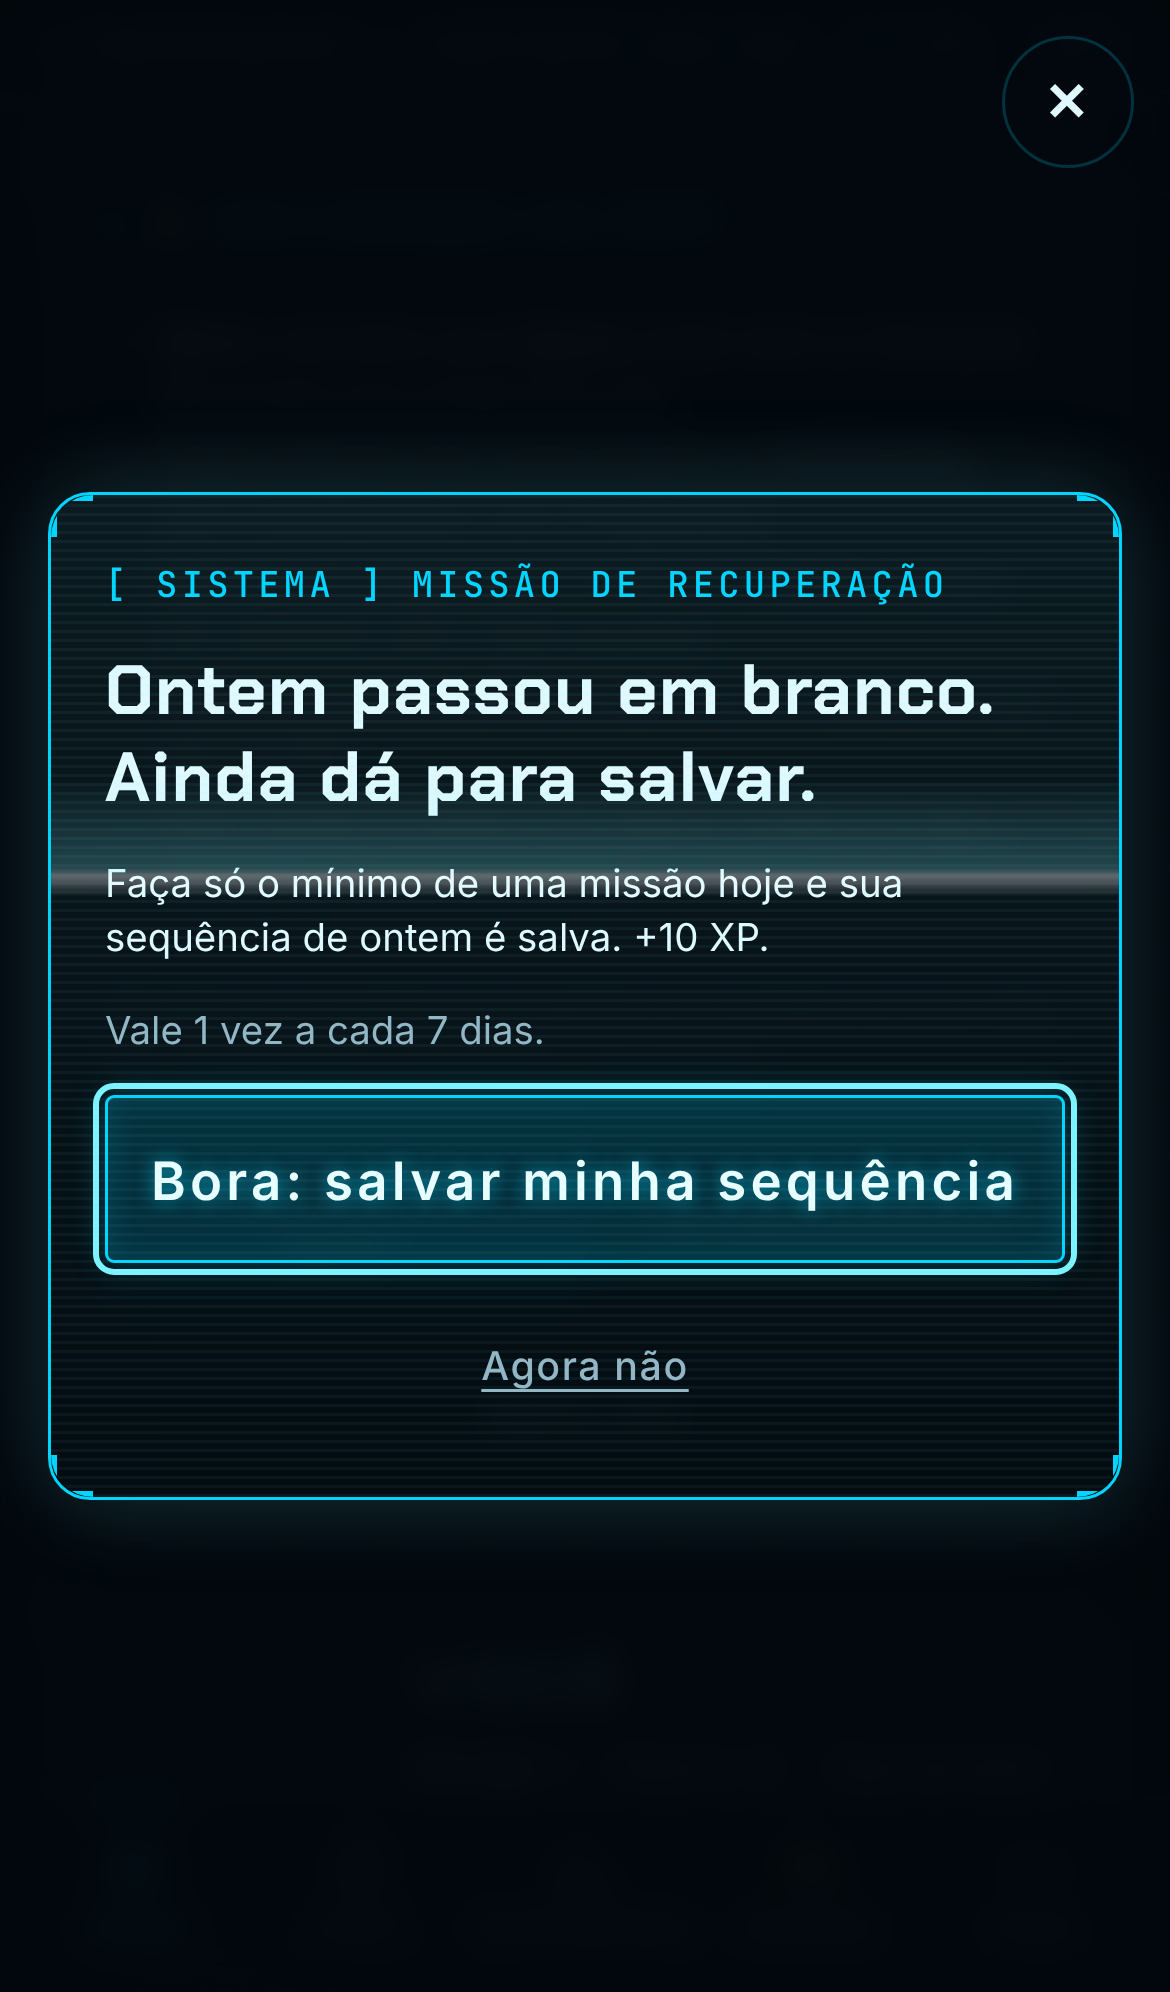 ✕
[ SISTEMA ] MISSÃO DE RECUPERAÇÃO
Ontem passou em branco.
Ainda dá para salvar.
Faça só o mínimo de uma missão hoje e sua
sequência de ontem é salva. +10 XP.
Vale 1 vez a cada 7 dias.
Bora: salvar minha sequência
Agora não